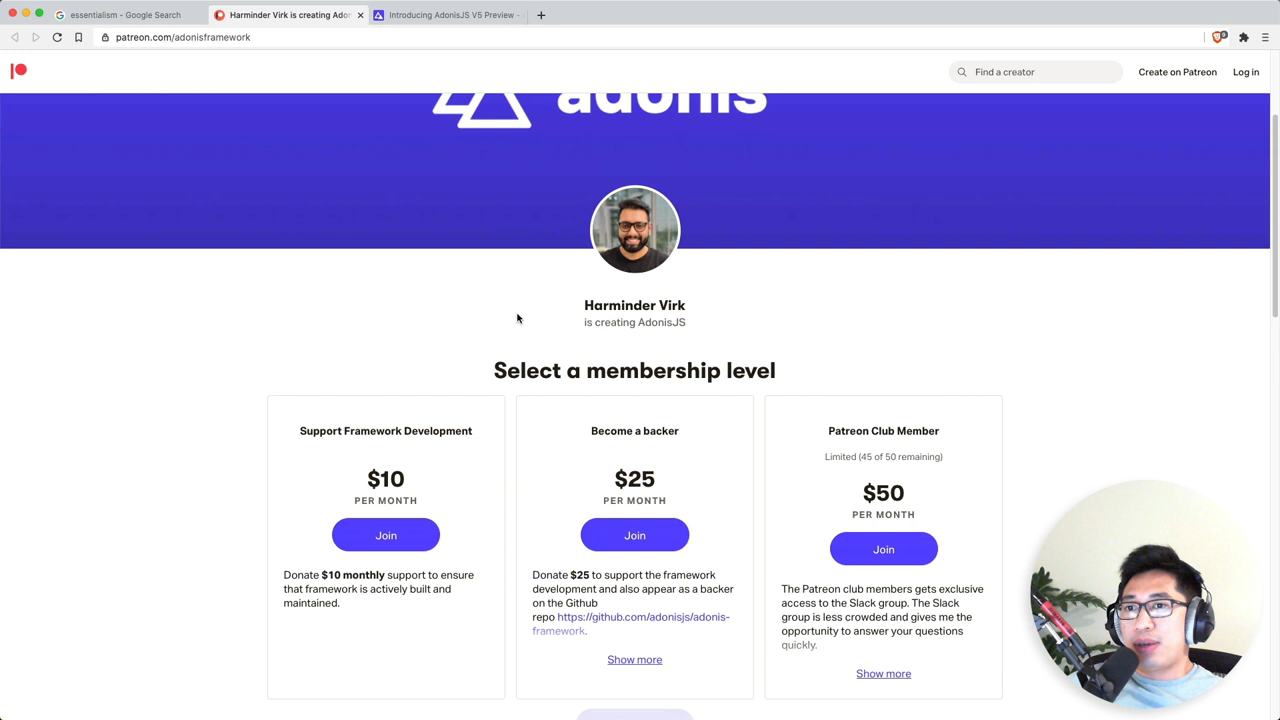 essentialism - Google Search
Harminder Virk is creating Adon
Introducing AdonisJS V5 Preview -
patreon.com/adonisframework
9
Find a creator
Create on Patreon
Log in
adonis
Harminder Virk
is creating AdonisJS
Select a membership level
Support Framework Development
$10
PER MONTH
Join
Donate $10 monthly support to ensure
that framework is actively built and
maintained.
Become a backer
$25
PER MONTH
Join
Donate $25 to support the framework
development and also appear as a backer
on the Github
repo https://github.com/adonisjs/adonis-
framework.
Show more
Patreon Club Member
Limited (45 of 50 remaining)
$50
PER MONTH
Join
The Patreon club members gets exclusive
access to the Slack group. The Slack
group is less crowded and gives me the
opportunity to answer your questions
quickly.
Show more